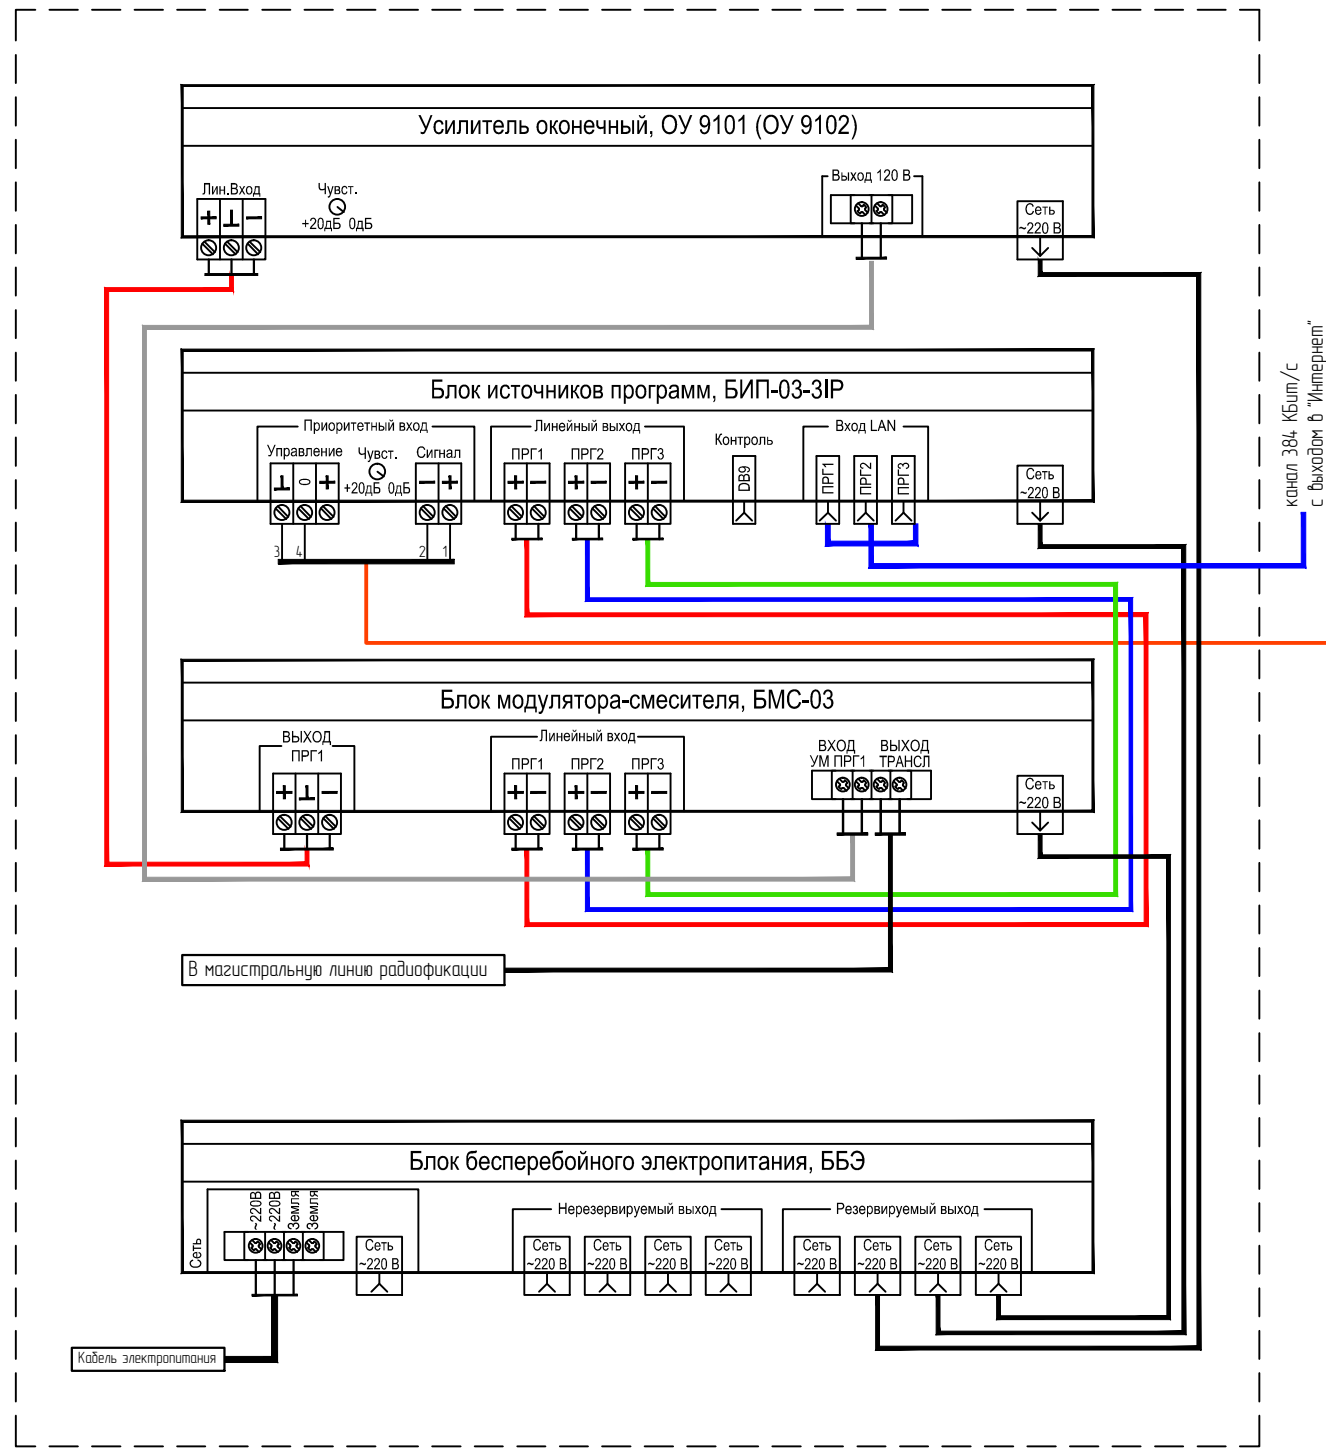 Усилитель оконечный, ОУ 9101 (ОУ 9102)
Лин.Вход
+ ⊥ −
Чувст.
+20дБ 0дБ
Выход 120 В
Сеть
~220 В
канал 384 КБит/с
с выходом в "Интернет"
Блок источников программ, БИП-03-3IP
Приоритетный вход
Управление
⊥ 0 +
Чувст.
+20дБ 0дБ
Сигнал
− +
3 4 2 1
Линейный выход
ПРГ1 ПРГ2 ПРГ3
+ − + − + −
Контроль
DB9
Вход LAN
ПРГ1
ПРГ2
ПРГ3
Сеть
~220 В
Блок модулятора-смесителя, БМС-03
ВЫХОД
ПРГ1
+ ⊥ −
Линейный вход
ПРГ1 ПРГ2 ПРГ3
+ − + − + −
ВХОД
УМ ПРГ1
ВЫХОД
ТРАНСЛ
Сеть
~220 В
В магистральную линию радиофикации
Блок бесперебойного электропитания, ББЭ
Сеть
~220В
~220В
Земля
Земля
Сеть
~220 В
Нерезервируемый выход
Сеть
~220 В
Сеть
~220 В
Сеть
~220 В
Сеть
~220 В
Резервируемый выход
Сеть
~220 В
Сеть
~220 В
Сеть
~220 В
Сеть
~220 В
Кабель электропитания